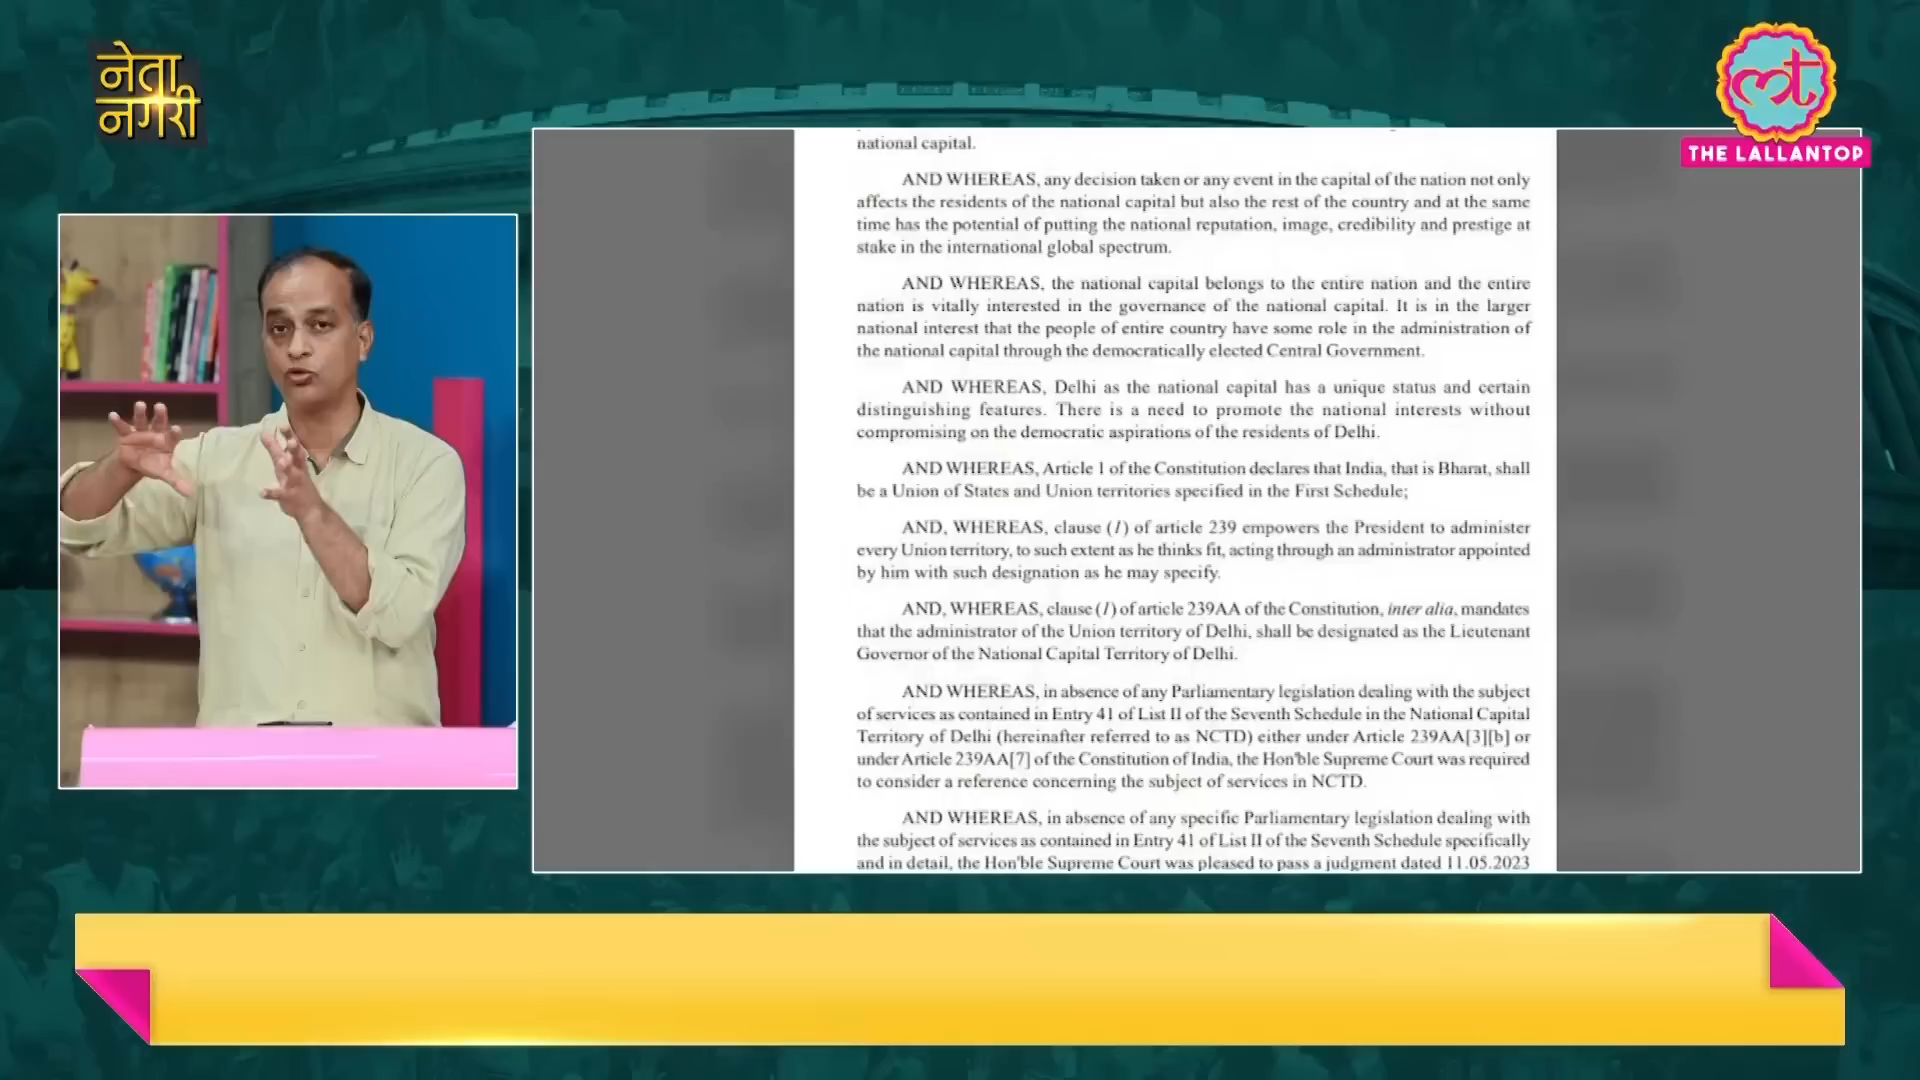 नेता
नगरी
THE LALLANTOP
national capital.
AND WHEREAS, any decision taken or any event in the capital of the nation not only
affects the residents of the national capital but also the rest of the country and at the same
time has the potential of putting the national reputation, image, credibility and prestige at
stake in the international global spectrum.
AND WHEREAS, the national capital belongs to the entire nation and the entire
nation is vitally interested in the governance of the national capital. It is in the larger
national interest that the people of entire country have some role in the administration of
the national capital through the democratically elected Central Government.
AND WHEREAS, Delhi as the national capital has a unique status and certain
distinguishing features. There is a need to promote the national interests without
compromising on the democratic aspirations of the residents of Delhi.
AND WHEREAS, Article 1 of the Constitution declares that India, that is Bharat, shall
be a Union of States and Union territories specified in the First Schedule;
AND, WHEREAS, clause (1) of article 239 empowers the President to administer
every Union territory, to such extent as he thinks fit, acting through an administrator appointed
by him with such designation as he may specify.
AND, WHEREAS, clause (1) of article 239AA of the Constitution, inter alia, mandates
that the administrator of the Union territory of Delhi, shall be designated as the Lieutenant
Governor of the National Capital Territory of Delhi.
AND WHEREAS, in absence of any Parliamentary legislation dealing with the subject
of services as contained in Entry 41 of List II of the Seventh Schedule in the National Capital
Territory of Delhi (hereinafter referred to as NCTD) either under Article 239AA[3][b] or
under Article 239AA[7] of the Constitution of India, the Hon'ble Supreme Court was required
to consider a reference concerning the subject of services in NCTD.
AND WHEREAS, in absence of any specific Parliamentary legislation dealing with
the subject of services as contained in Entry 41 of List II of the Seventh Schedule specifically
and in detail, the Hon'ble Supreme Court was pleased to pass a judgment dated 11.05.2023